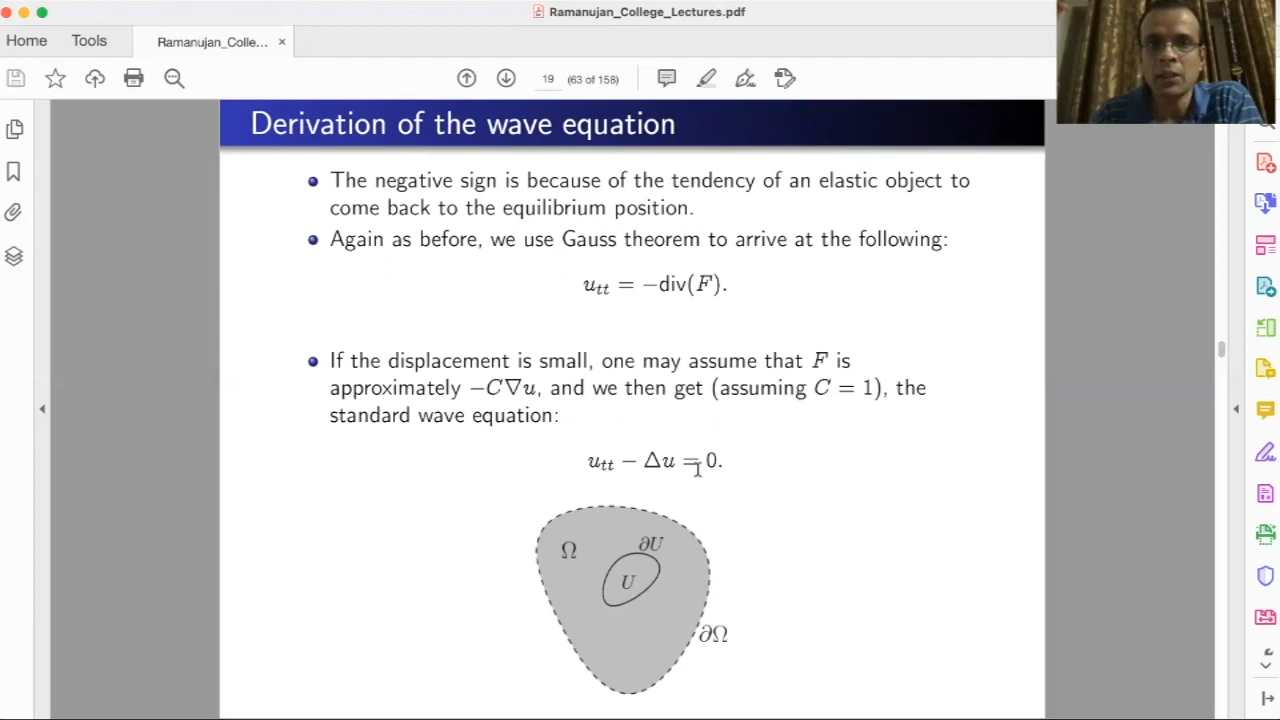 Ramanujan_College_Lectures.pdf
Home Tools Ramanujan_Colle... ×
19 (63 of 158)
Derivation of the wave equation
The negative sign is because of the tendency of an elastic object to
come back to the equilibrium position.
Again as before, we use Gauss theorem to arrive at the following:
u_tt = −div(F).
If the displacement is small, one may assume that F is
approximately −C∇u, and we then get (assuming C = 1), the
standard wave equation:
u_tt − Δu = 0.
Ω
∂U
U
∂Ω